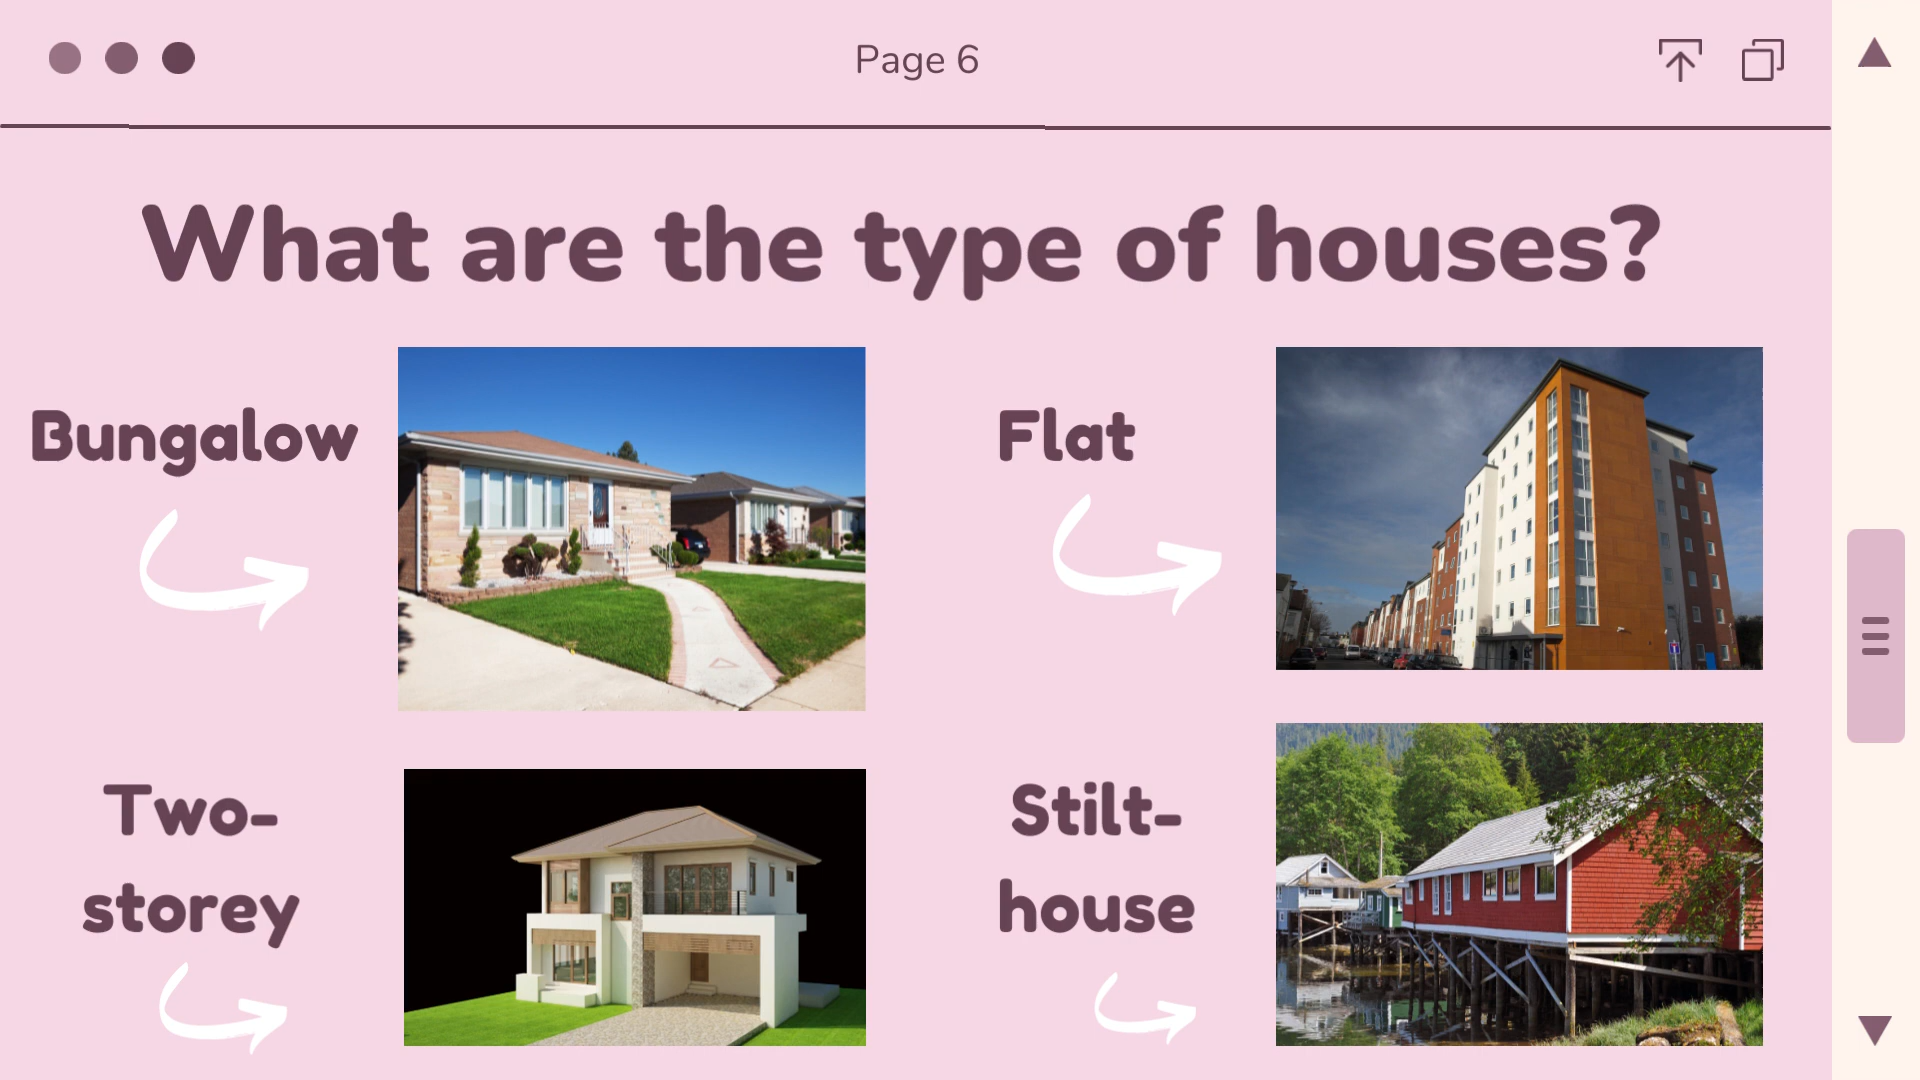 Page 6
What are the type of houses?
Bungalow
Flat
Two-
storey
Stilt-
house